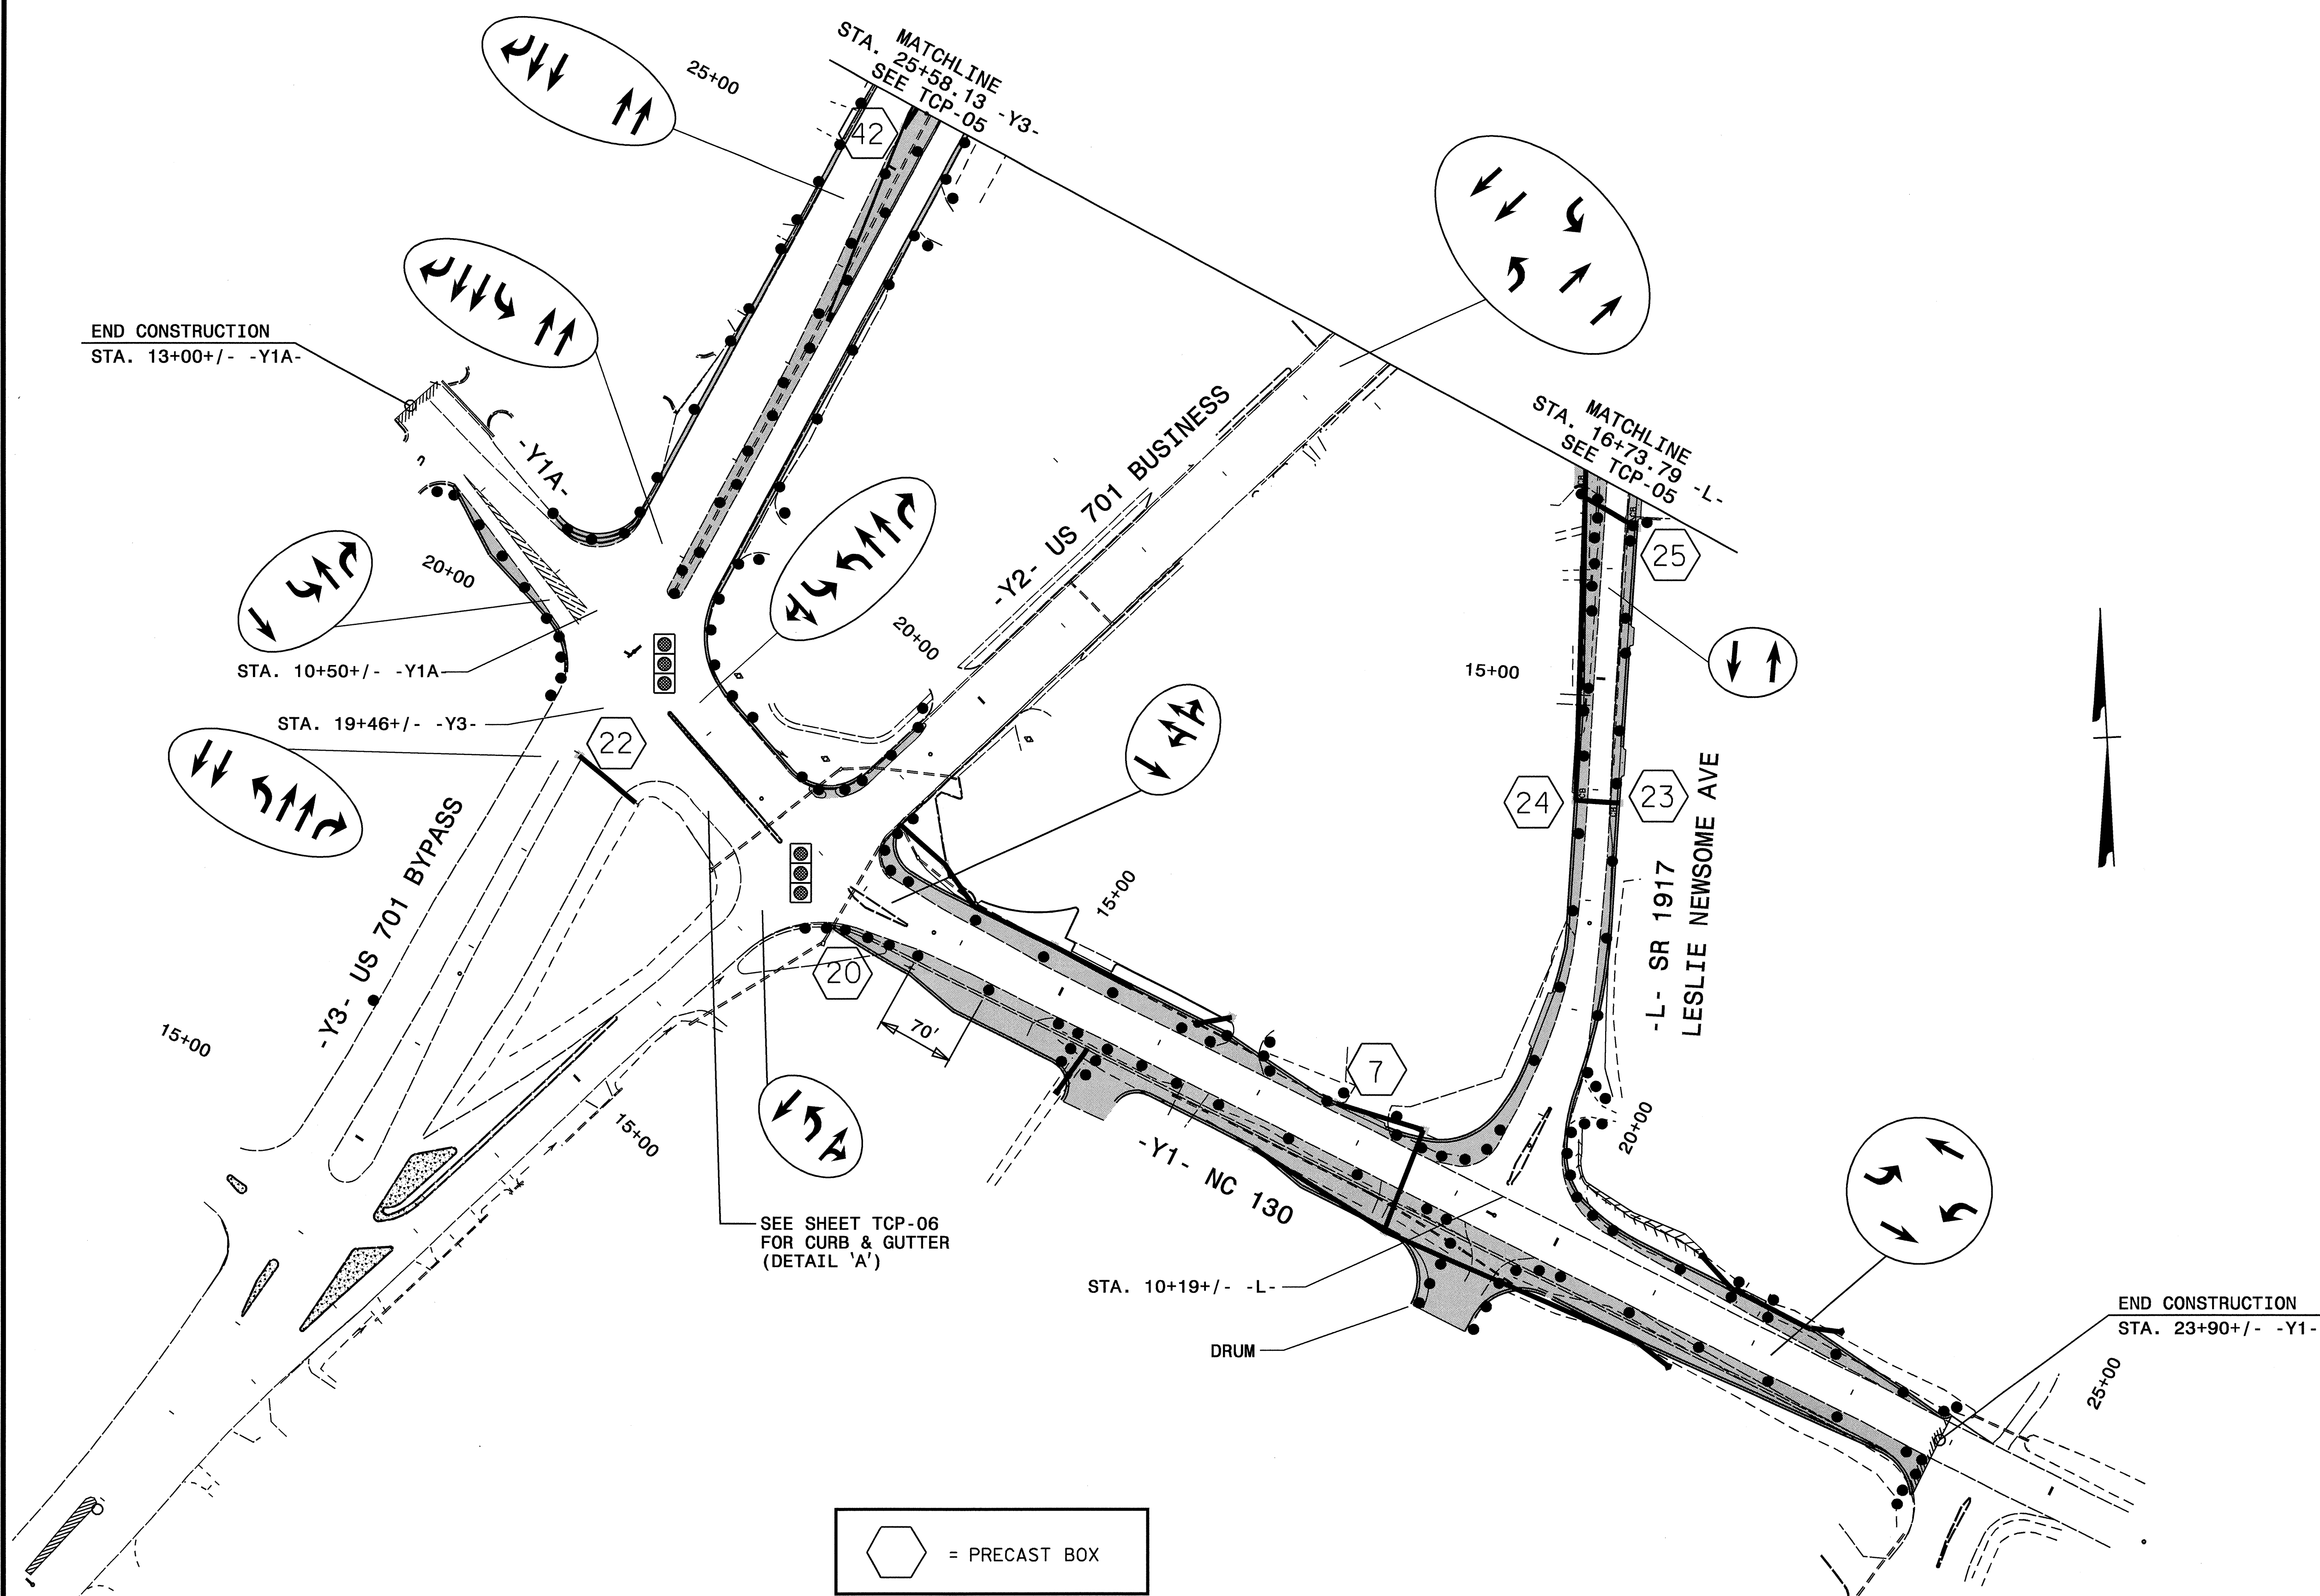 MATCHLINE
STA. 25+58.13 -Y3-
SEE TCP-05
25+00
42
END CONSTRUCTION
STA. 13+00+/- -Y1A-
-Y1A-
20+00
STA. 10+50+/- -Y1A-
STA. 19+46+/- -Y3-
22
-Y3- US 701 BYPASS
15+00
-Y2- US 701 BUSINESS
20+00
MATCHLINE
STA. 16+73.79 -L-
SEE TCP-05
25
15+00
24
23
CB
CB
-L- SR 1917
LESLIE NEWSOME AVE
15+00
20
70'
7
15+00
-Y1- NC 130
20+00
SEE SHEET TCP-06
FOR CURB & GUTTER
(DETAIL 'A')
STA. 10+19+/- -L-
DRUM
END CONSTRUCTION
STA. 23+90+/- -Y1-
25+00
= PRECAST BOX